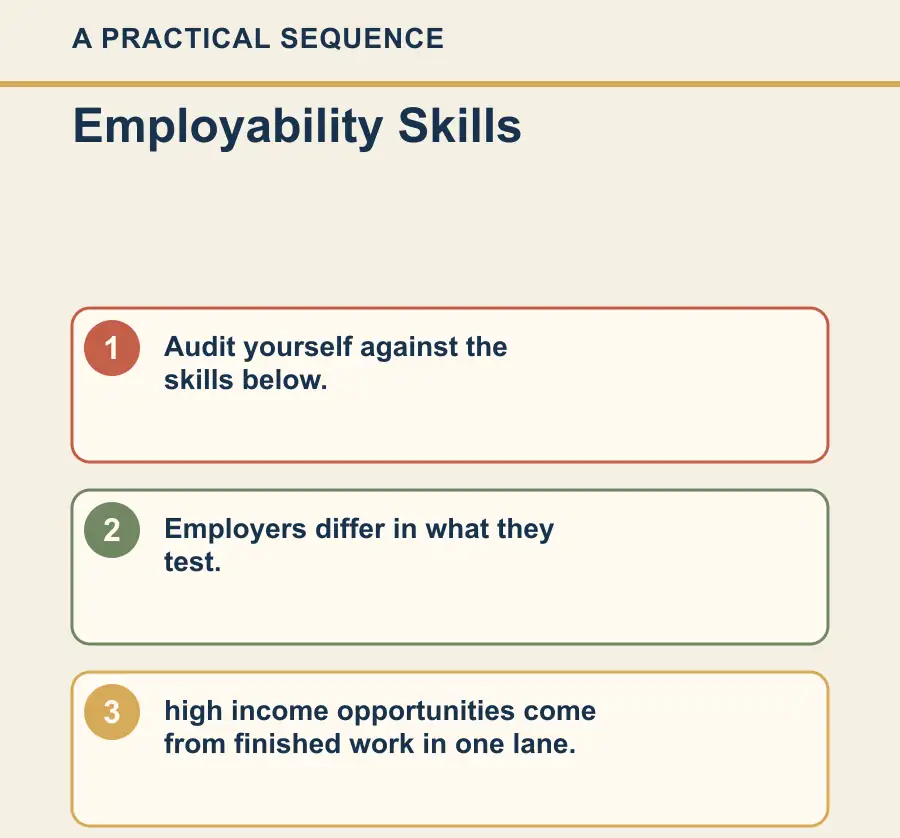 A PRACTICAL SEQUENCE
Employability Skills
1
Audit yourself against the
skills below.
2
Employers differ in what they
test.
3
high income opportunities come
from finished work in one lane.